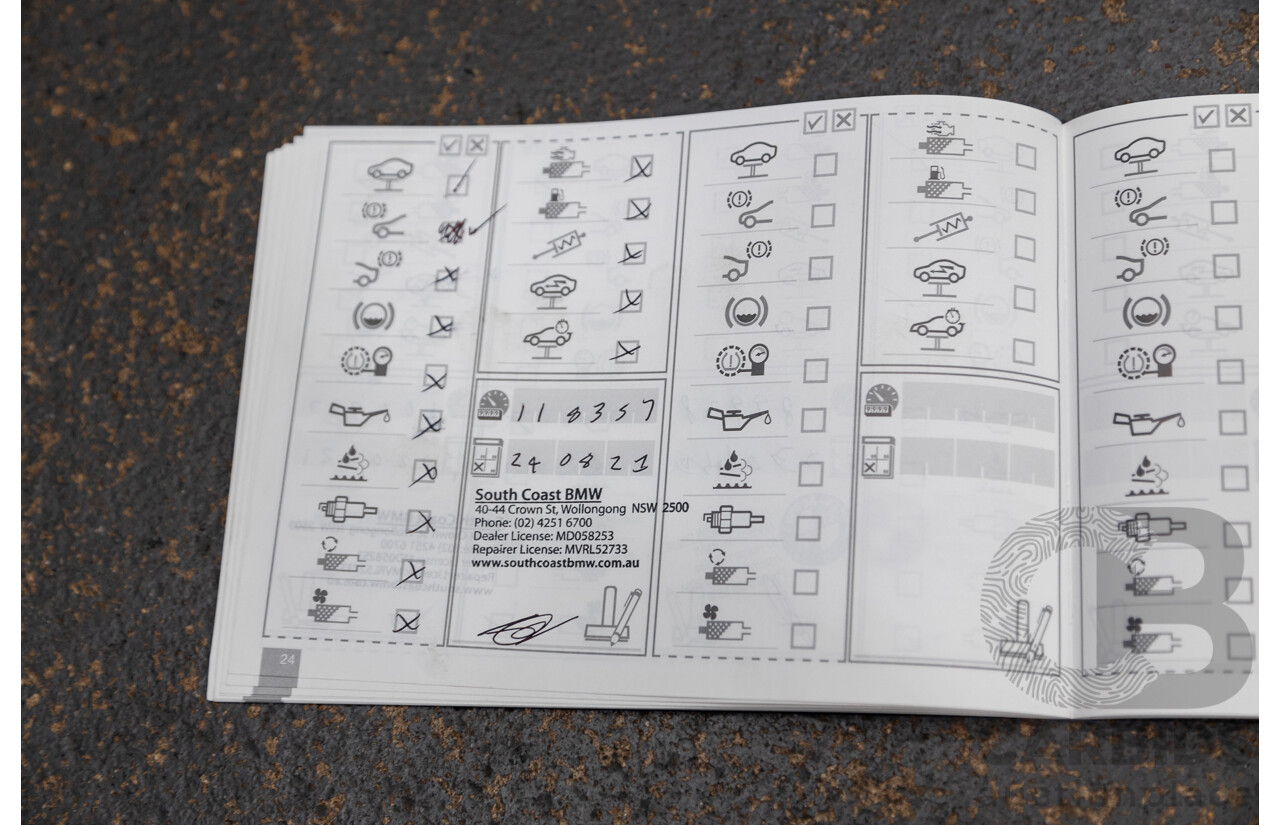 11 8357
24 08 21
South Coast BMW
40-44 Crown St, Wollongong NSW 2500
Phone: (02) 4251 6700
Dealer License: MD058253
Repairer License: MVRL52733
www.southcoastbmw.com.au
24